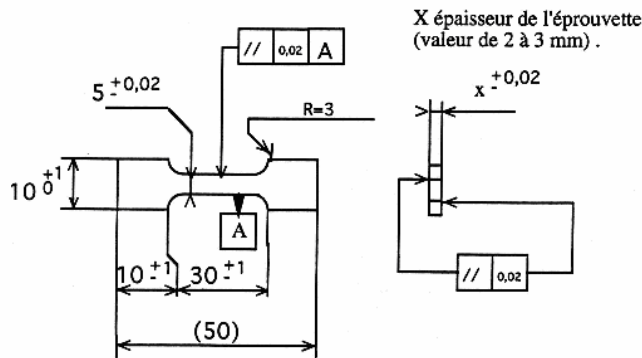 X épaisseur de l'éprouvette
(valeur de 2 à 3 mm) .
// 0,02 A
x ±0,02
5 ±0,02
R=3
10 +1 0
A
10 ±1
30 ±1
// 0,02
(50)